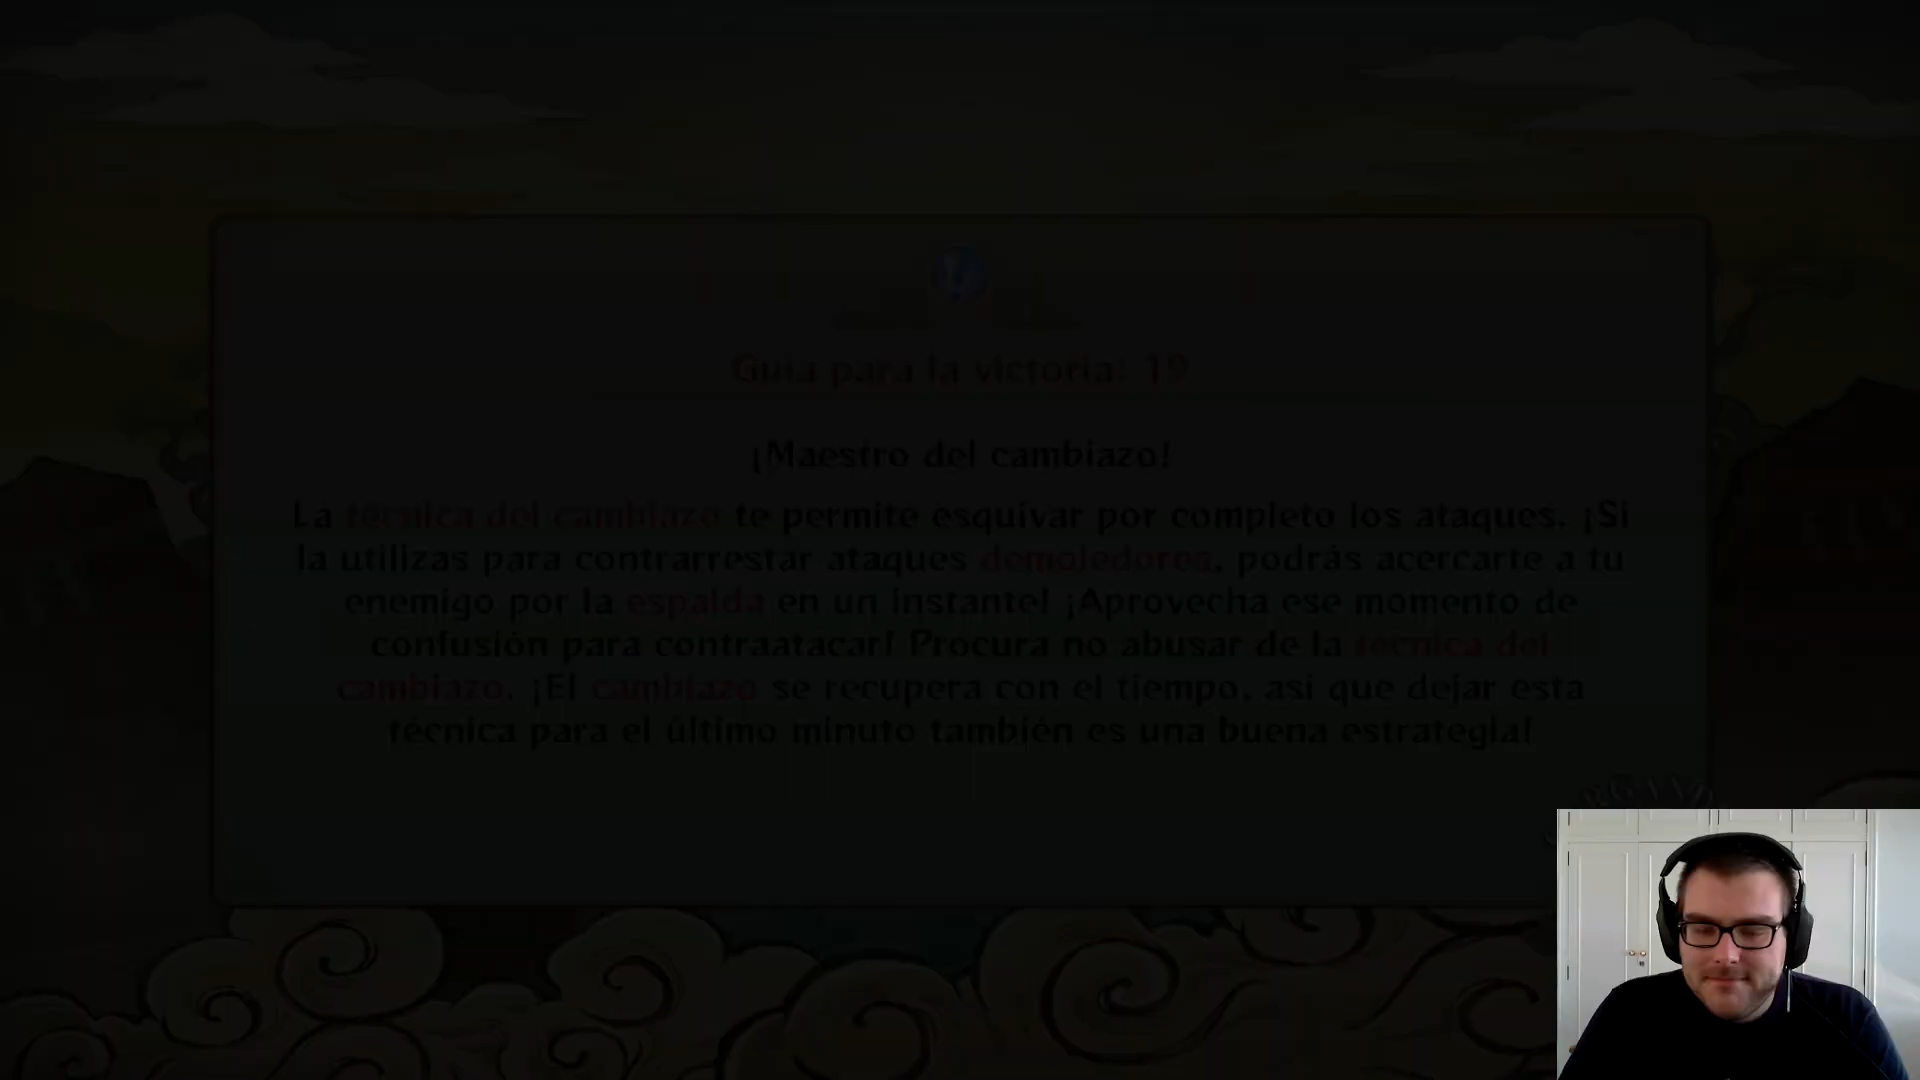 Guía para la victoria: 19
¡Maestro del cambiazo!
La técnica del cambiazo te permite esquivar por completo los ataques. ¡Si
la utilizas para contrarrestar ataques demoledores, podrás acercarte a tu
enemigo por la espalda en un instante! ¡Aprovecha ese momento de
confusión para contraatacar! Procura no abusar de la técnica del
cambiazo. ¡El cambiazo se recupera con el tiempo, así que dejar esta
técnica para el último minuto también es una buena estrategia!